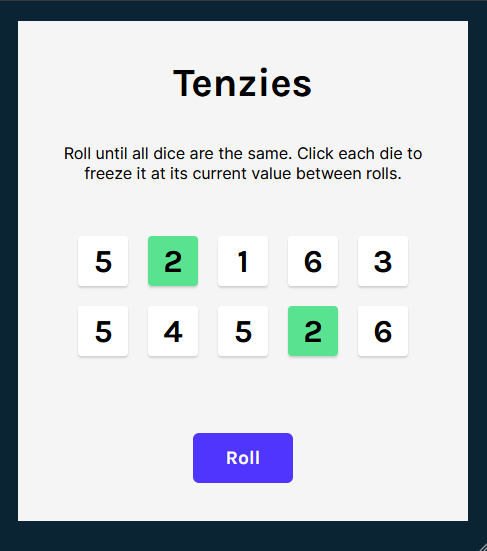 Tenzies
Roll until all dice are the same. Click each die to
freeze it at its current value between rolls.
5 2 1 6 3
5 4 5 2 6
Roll